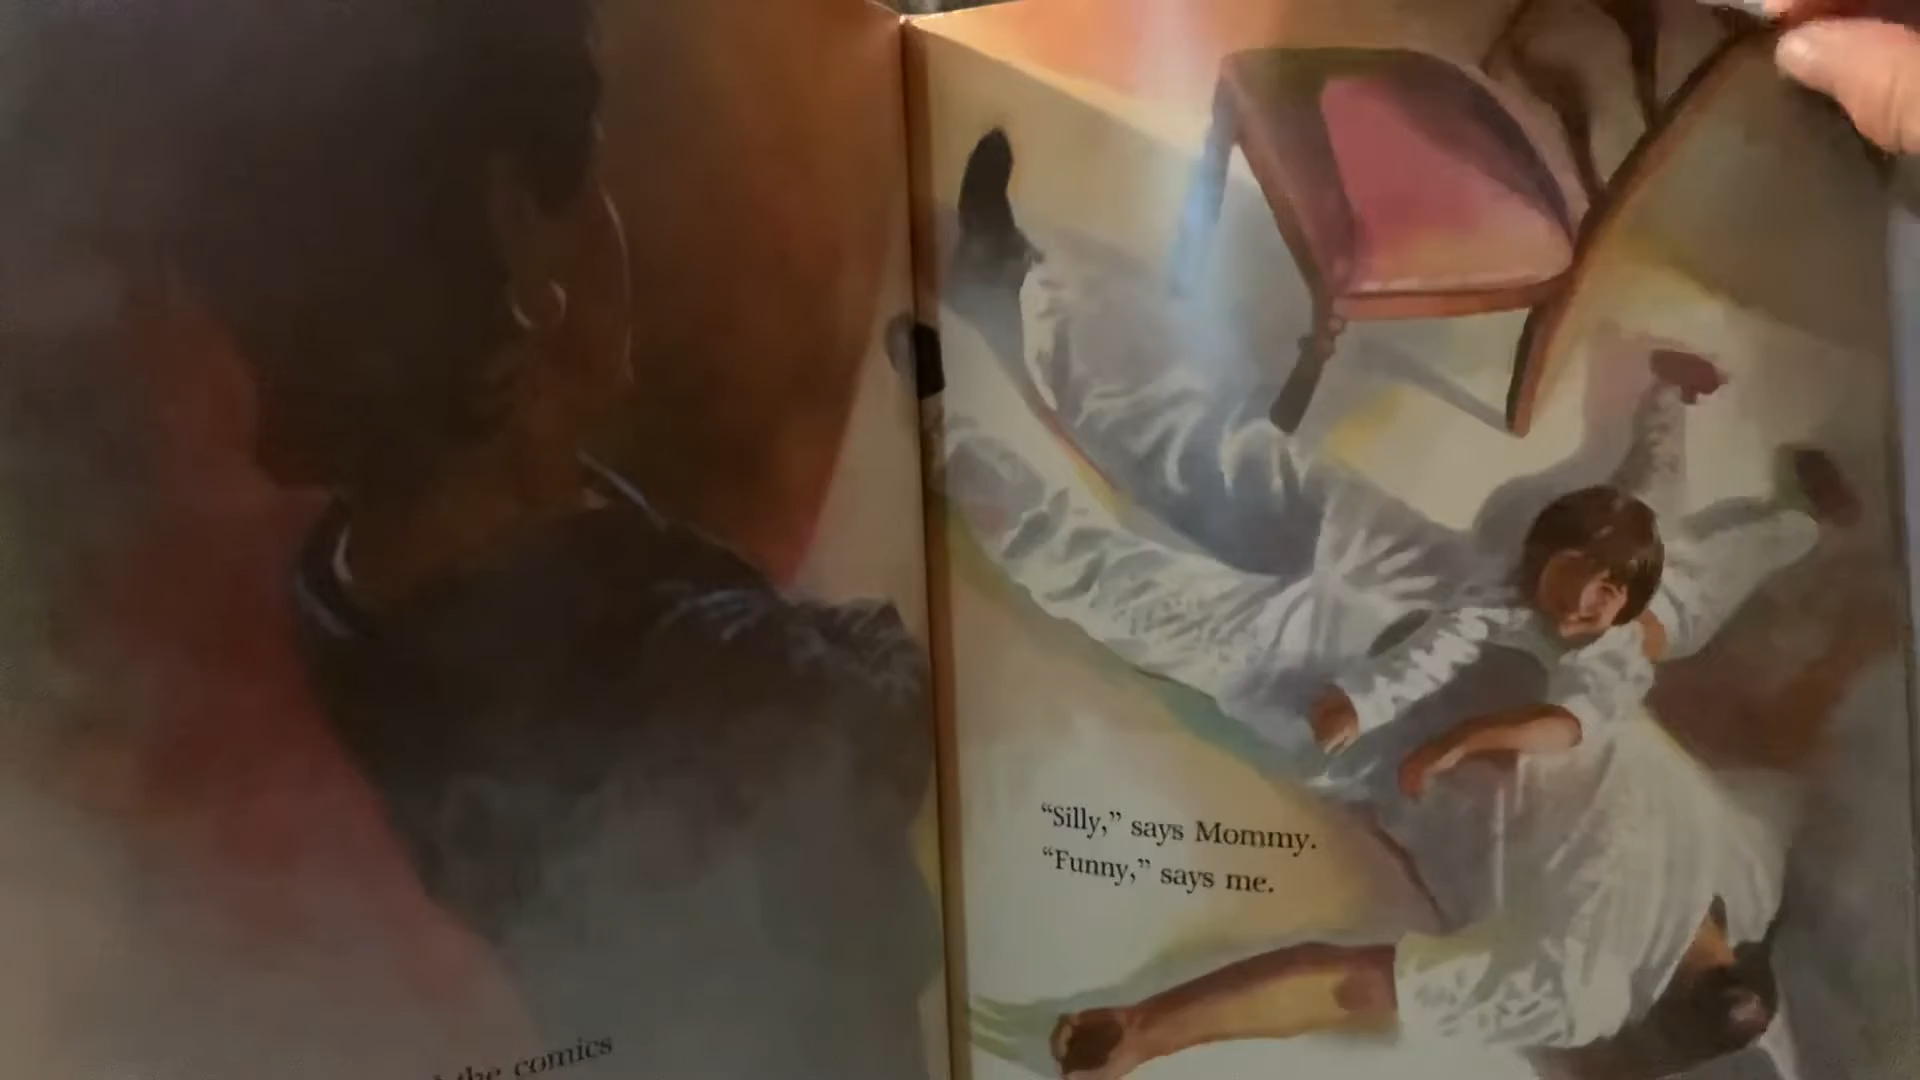 the comics
“Silly,” says Mommy.
“Funny,” says me.